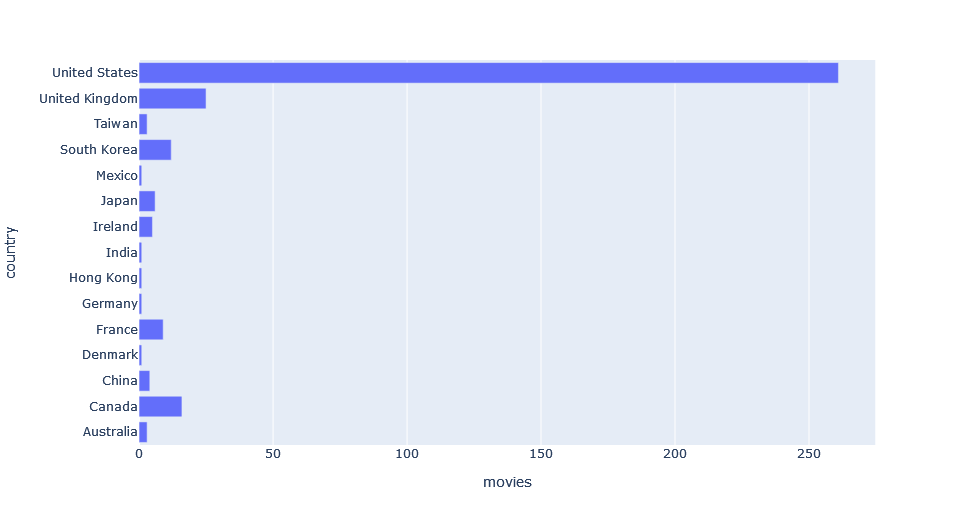 United States
United Kingdom
Taiwan
South Korea
Mexico
Japan
Ireland
India
Hong Kong
Germany
France
Denmark
China
Canada
Australia
country
0 50 100 150 200 250
movies